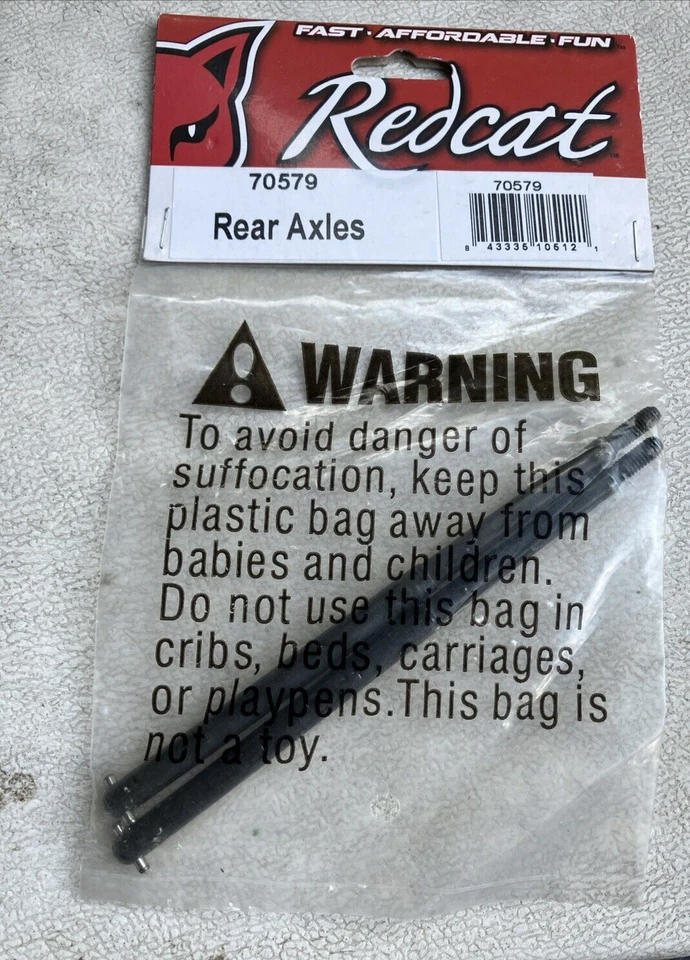 FAST · AFFORDABLE · FUN
Redcat
70579
Rear Axles
70579
8 43335 10612 1
WARNING
To avoid danger of
suffocation, keep this
plastic bag away from
babies and children.
Do not use this bag in
cribs, beds, carriages,
or playpens.This bag is
not a toy.